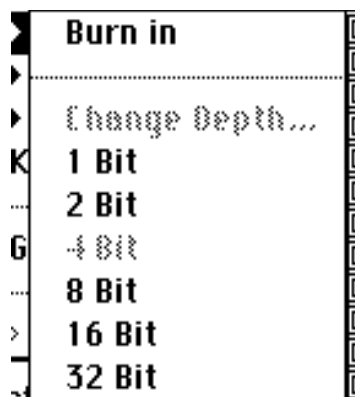 Burn in
Change Depth...
K 1 Bit
2 Bit
G 4 Bit
8 Bit
16 Bit
32 Bit